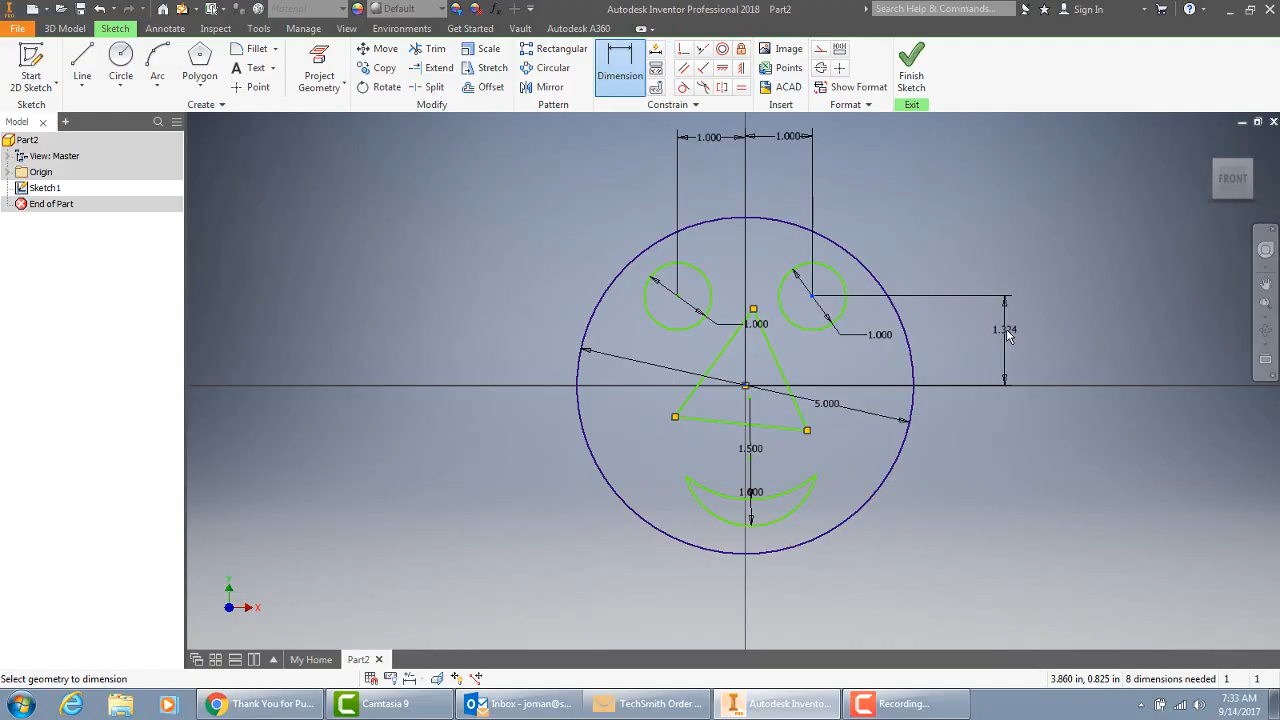 Material
Default
Autodesk Inventor Professional 2018 Part2
Search Help & Commands...
Sign In
File
Sketch
3D Model
Sketch
Annotate
Inspect
Tools
Manage
View
Environments
Get Started
Vault
Autodesk A360
Start
2D Sketch
Line
Circle
Arc
Polygon
Fillet
Text
Point
Project
Geometry
Move
Copy
Rotate
Trim
Extend
Split
Scale
Stretch
Offset
Rectangular
Circular
Mirror
Dimension
Image
Points
ACAD
Show Format
Finish
Sketch
Sketch
Create
Modify
Pattern
Constrain
Insert
Format
Exit
Model
Part2
View: Master
Origin
Sketch1
End of Part
1.000
1.000
FRONT
1.000
1.000
5.000
1.500
Y
X
My Home
Part2
Select geometry to dimension
3.860 in, 0.825 in
8 dimensions needed
1
1
Thank You for Pu...
Camtasia 9
Inbox - joman@s...
TechSmith Order ...
Autodesk Invento...
Recording...
7:33 AM
9/14/2017